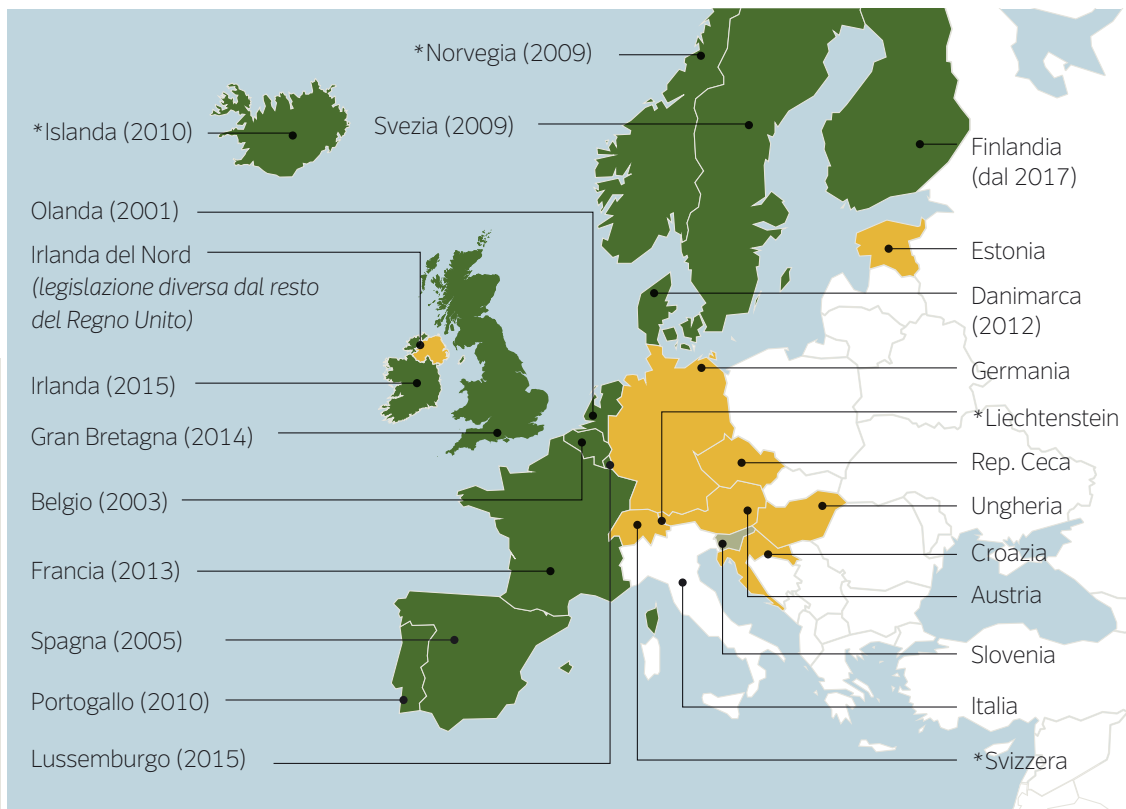 *Norvegia (2009)
*Islanda (2010)
Svezia (2009)
Finlandia
(dal 2017)
Olanda (2001)
Irlanda del Nord
(legislazione diversa dal resto
del Regno Unito)
Estonia
Danimarca
(2012)
Irlanda (2015)
Germania
*Liechtenstein
Gran Bretagna (2014)
Rep. Ceca
Belgio (2003)
Ungheria
Croazia
Francia (2013)
Austria
Spagna (2005)
Slovenia
Portogallo (2010)
Italia
Lussemburgo (2015)
*Svizzera